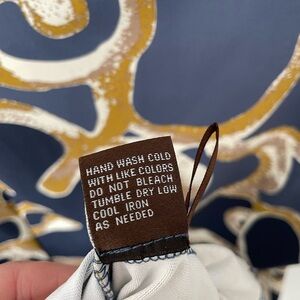 HAND WASH COLD
WITH LIKE COLORS
DO NOT BLEACH
TUMBLE DRY LOW
COOL IRON
AS NEEDED